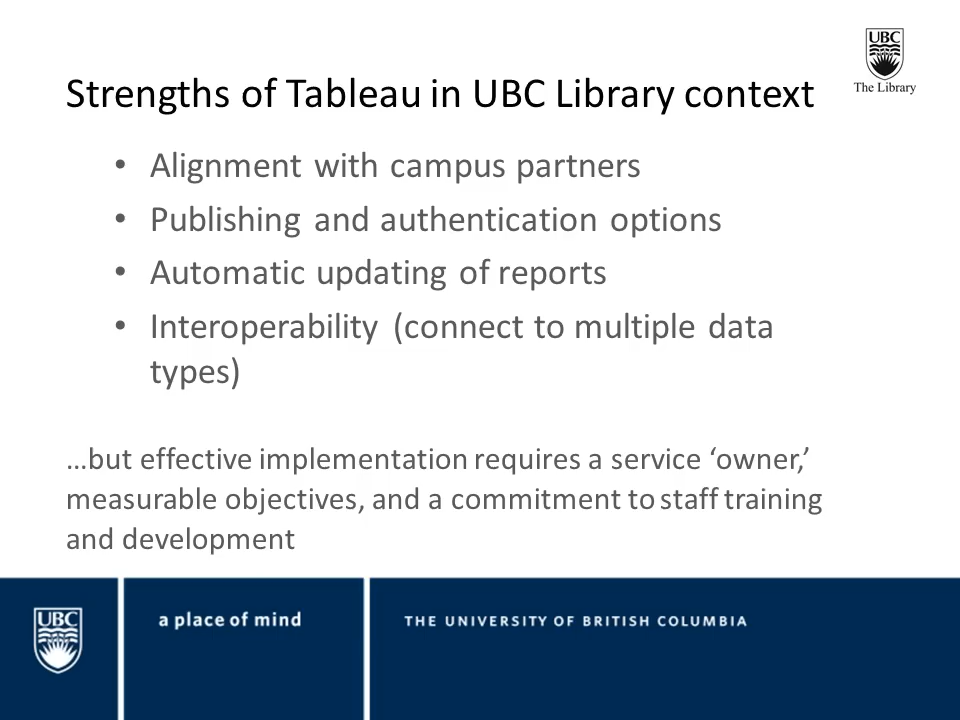 UBC
The Library
Strengths of Tableau in UBC Library context
• Alignment with campus partners
• Publishing and authentication options
• Automatic updating of reports
• Interoperability (connect to multiple data
types)
…but effective implementation requires a service ‘owner,’
measurable objectives, and a commitment to staff training
and development
UBC
a place of mind
THE UNIVERSITY OF BRITISH COLUMBIA